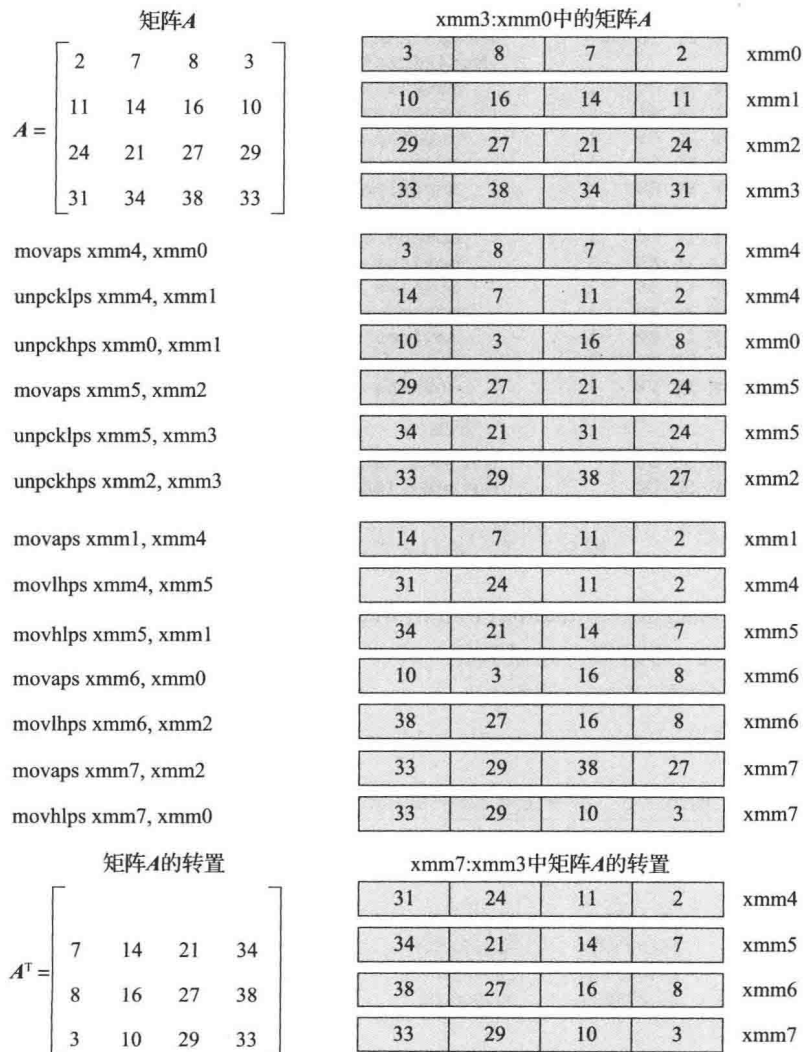 矩阵A
xmm3:xmm0中的矩阵A
A =
2 7 8 3
11 14 16 10
24 21 27 29
31 34 38 33
3 8 7 2 xmm0
10 16 14 11 xmm1
29 27 21 24 xmm2
33 38 34 31 xmm3
movaps xmm4, xmm0 3 8 7 2 xmm4
unpcklps xmm4, xmm1 14 7 11 2 xmm4
unpckhps xmm0, xmm1 10 3 16 8 xmm0
movaps xmm5, xmm2 29 27 21 24 xmm5
unpcklps xmm5, xmm3 34 21 31 24 xmm5
unpckhps xmm2, xmm3 33 29 38 27 xmm2
movaps xmm1, xmm4 14 7 11 2 xmm1
movlhps xmm4, xmm5 31 24 11 2 xmm4
movhlps xmm5, xmm1 34 21 14 7 xmm5
movaps xmm6, xmm0 10 3 16 8 xmm6
movlhps xmm6, xmm2 38 27 16 8 xmm6
movaps xmm7, xmm2 33 29 38 27 xmm7
movhlps xmm7, xmm0 33 29 10 3 xmm7
矩阵A的转置
xmm7:xmm3中矩阵A的转置
Aᵀ =
7 14 21 34
8 16 27 38
3 10 29 33
31 24 11 2 xmm4
34 21 14 7 xmm5
38 27 16 8 xmm6
33 29 10 3 xmm7